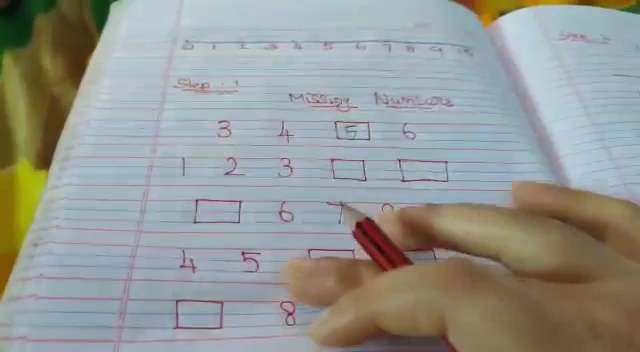 0 1 2 3 4 5 6 7 8 9 10
Step : 1
Missing Numbers
3 4 5 6
1 2 3
6 7
4 5
8